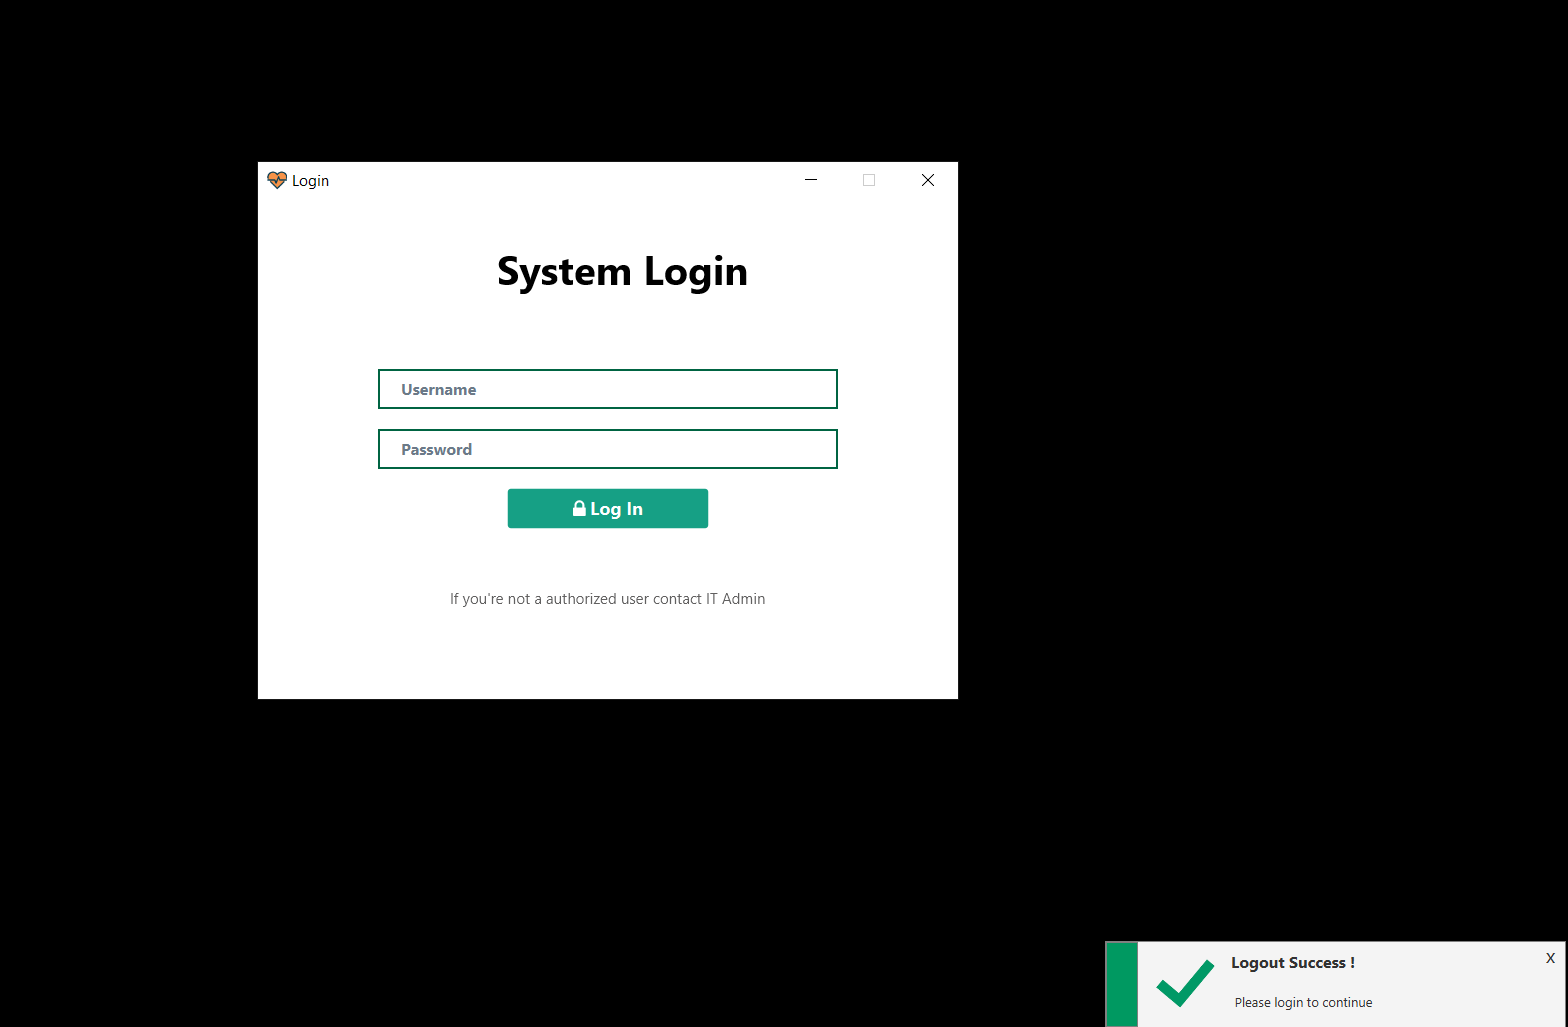 Login
System Login
Username
Password
Log In
If you're not a authorized user contact IT Admin
Logout Success !
X
Please login to continue